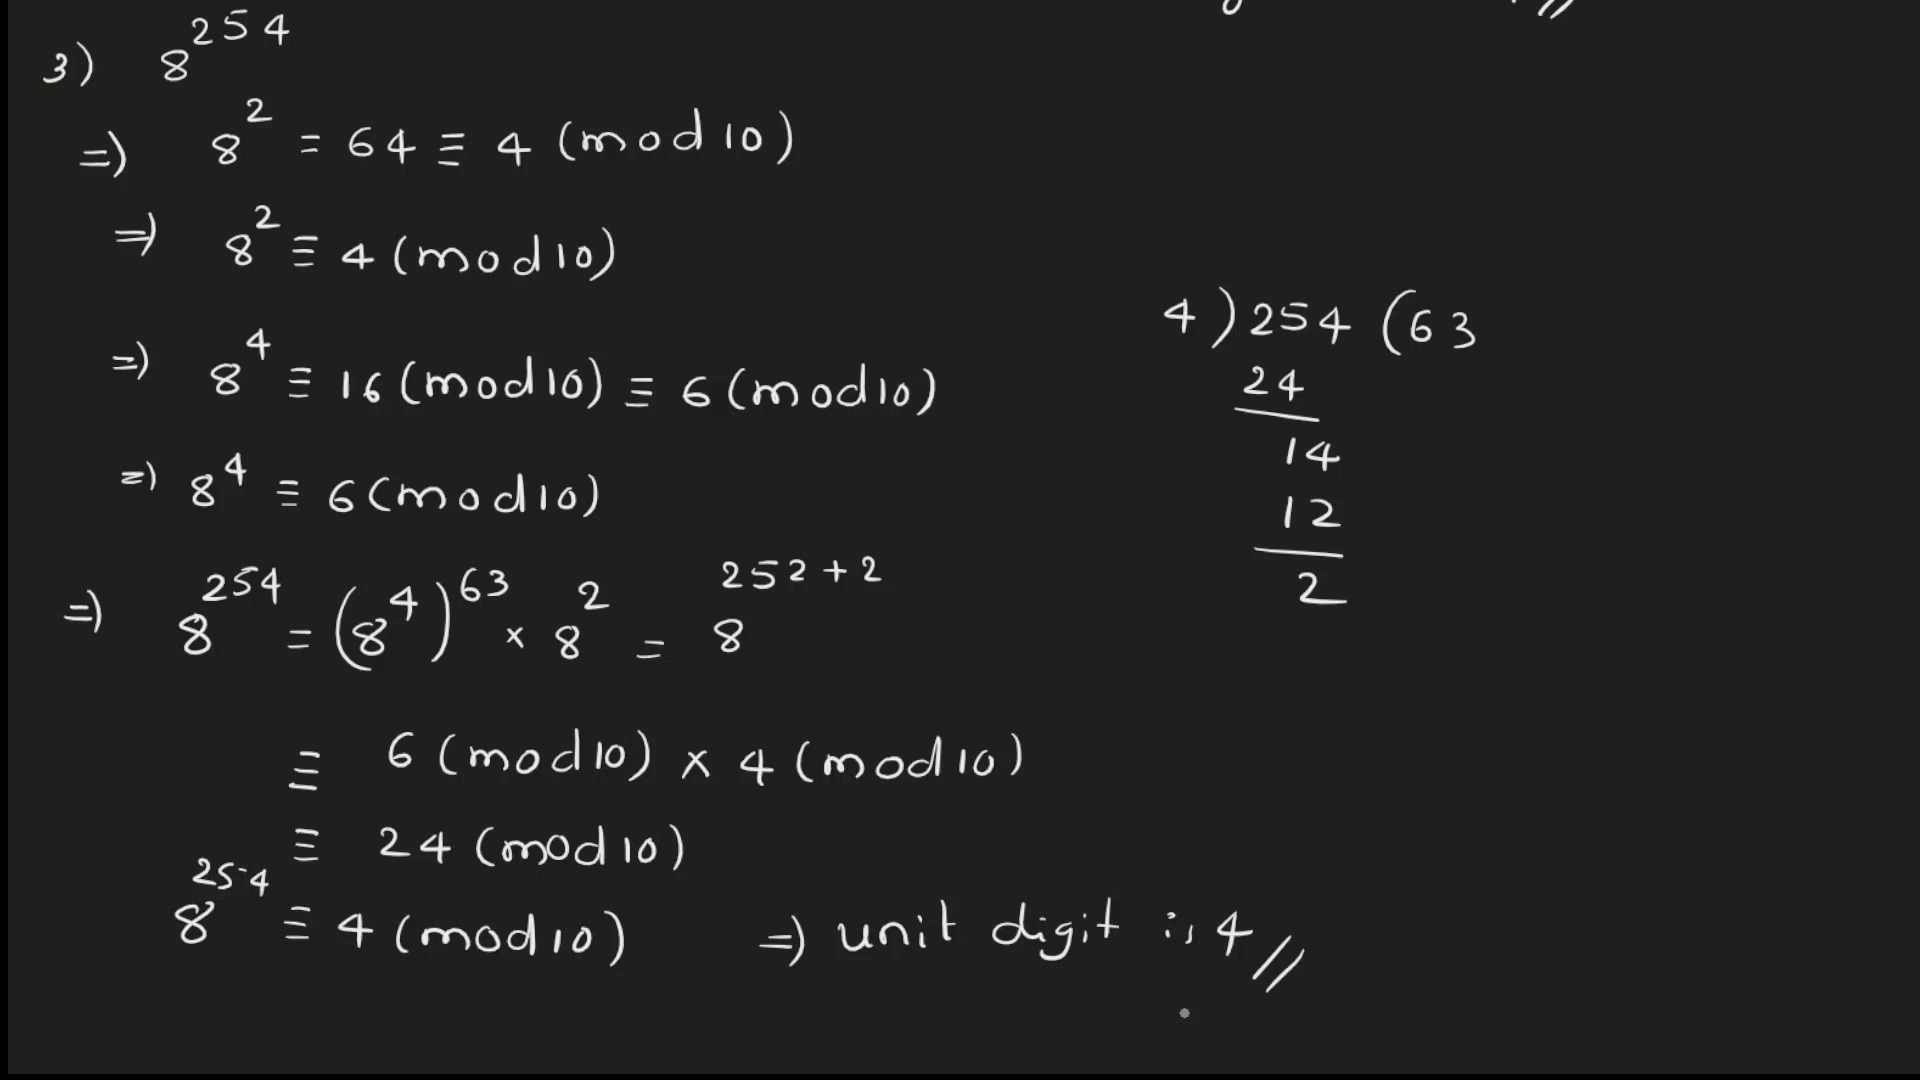 3) 8^254
=) 8^2 = 64 ≡ 4 (mod 10)
=) 8^2 ≡ 4 (mod 10)
=) 8^4 ≡ 16 (mod 10) ≡ 6 (mod 10)
=) 8^4 ≡ 6 (mod 10)
=) 8^254 = (8^4)^63 × 8^2 = 8^252+2
≡ 6 (mod 10) × 4 (mod 10)
≡ 24 (mod 10)
8^254 ≡ 4 (mod 10) =) unit digit is 4 //
4 ) 254 ( 63
24
14
12
2